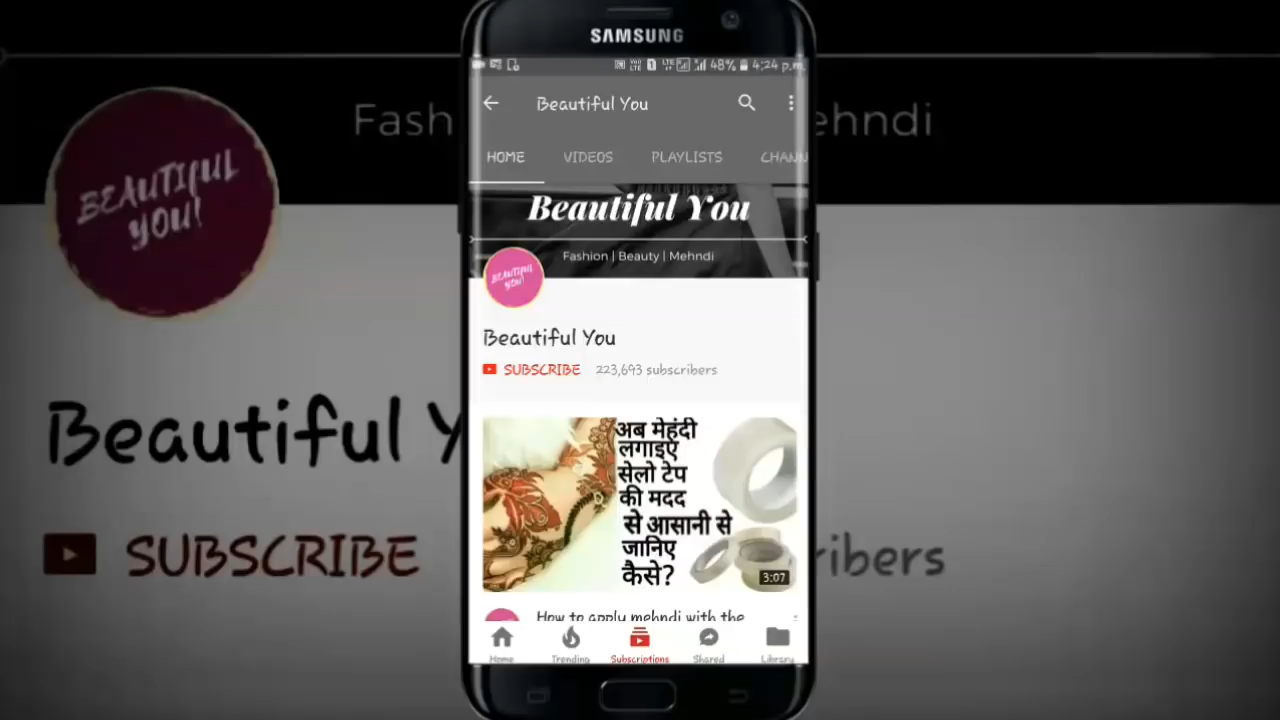 SAMSUNG
48% 4:24 p.m.
Beautiful You
HOME VIDEOS PLAYLISTS CHANN
Beautiful You
Fashion | Beauty | Mehndi
BEAUTIFUL
YOU!
Beautiful You
SUBSCRIBE 223,693 subscribers
अब मेहंदी
लगाइए
सेलो टेप
की मदद
से आसानी से
जानिए
कैसे?
3:07
How to apply mehndi with the
Home Trending Subscriptions Shared Library
Fash
ehndi
BEAUTIFUL
YOU!
Beautiful Y
SUBSCRIBE
ribers